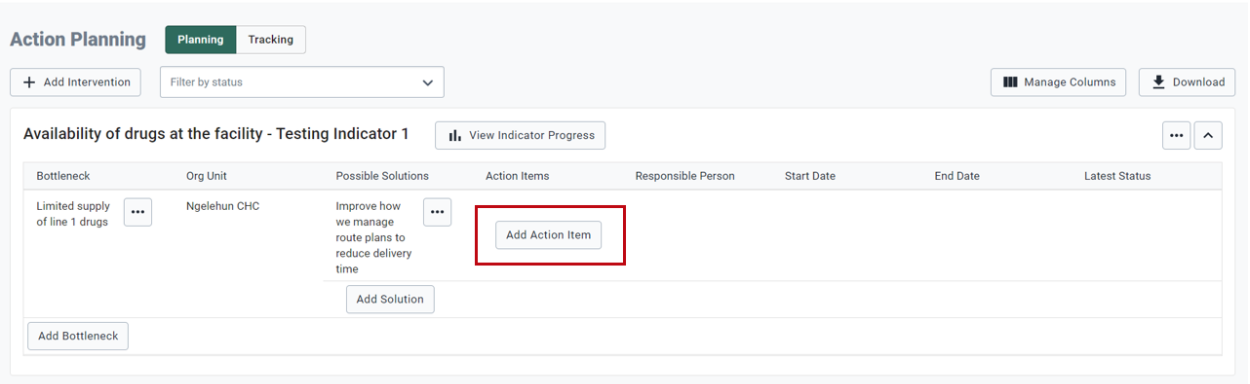 Action Planning Planning Tracking
+ Add Intervention Filter by status Manage Columns Download
Availability of drugs at the facility - Testing Indicator 1 View Indicator Progress
Bottleneck Org Unit Possible Solutions Action Items Responsible Person Start Date End Date Latest Status
Limited supply
of line 1 drugs
Ngelehun CHC
Improve how
we manage
route plans to
reduce delivery
time
Add Action Item
Add Solution
Add Bottleneck